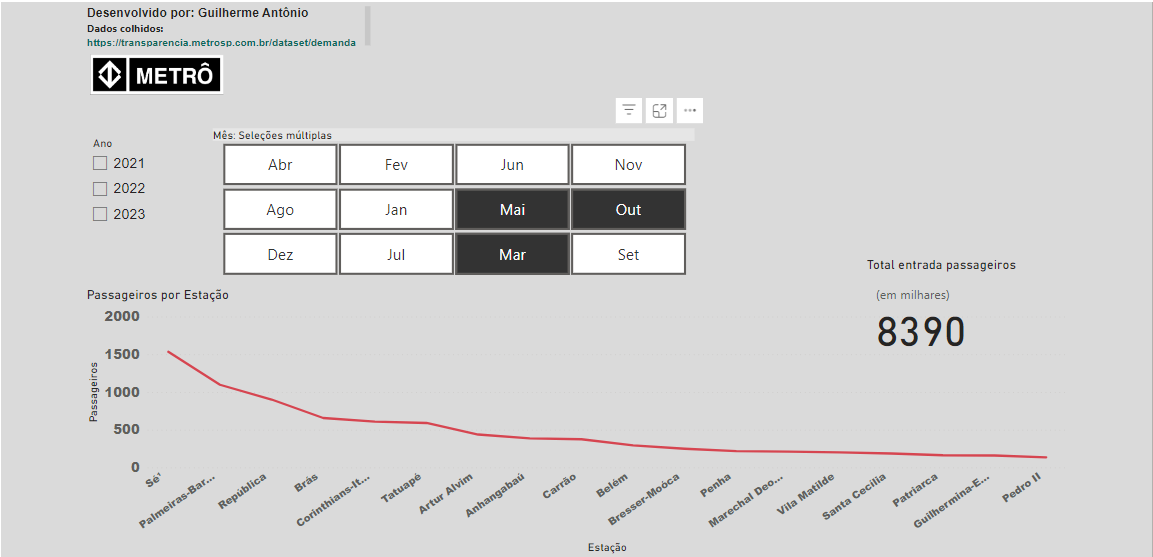 Desenvolvido por: Guilherme Antônio
Dados colhidos:
https://transparencia.metrosp.com.br/dataset/demanda
METRÔ
Mês: Seleções múltiplas
Ano
2021
2022
2023
Abr Fev Jun Nov
Ago Jan Mai Out
Dez Jul Mar Set
Total entrada passageiros
(em milhares)
8390
Passageiros por Estação
2000
1500
1000
500
0
Passageiros
Sé¹
Palmeiras-Bar...
República
Brás
Corinthians-It...
Tatuapé
Artur Alvim
Anhangabaú
Carrão
Belém
Bresser-Moóca
Penha
Marechal Deo...
Vila Matilde
Santa Cecília
Patriarca
Guilhermina-E...
Pedro II
Estação